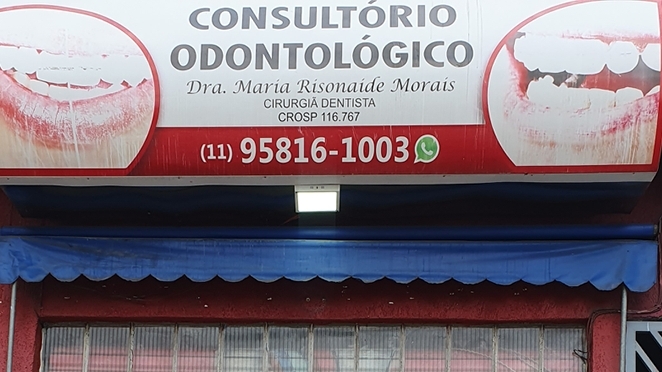 CONSULTÓRIO
ODONTOLÓGICO
Dra. Maria Risonaide Morais
CIRURGIÃ DENTISTA
CROSP 116.767
(11) 95816-1003